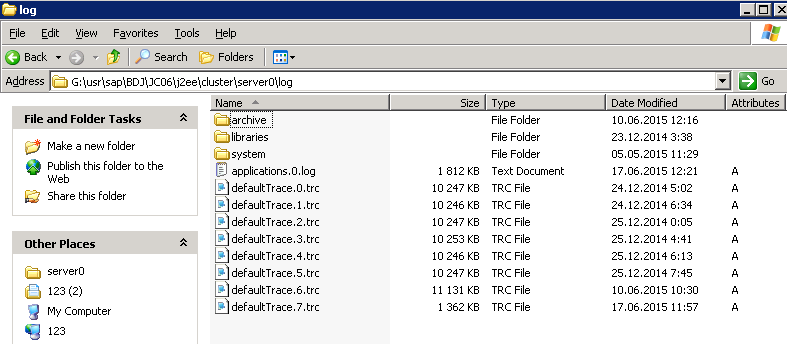 log
File Edit View Favorites Tools Help
Back Search Folders
Address G:\usr\sap\BDJ\JC06\j2ee\cluster\server0\log Go
File and Folder Tasks
Make a new folder
Publish this folder to the
Web
Share this folder
Other Places
server0
123 (2)
My Computer
123
Name Size Type Date Modified Attributes
archive File Folder 10.06.2015 12:16
libraries File Folder 23.12.2014 3:38
system File Folder 05.05.2015 11:29
applications.0.log 1 812 KB Text Document 17.06.2015 12:21 A
defaultTrace.0.trc 10 247 KB TRC File 24.12.2014 5:02 A
defaultTrace.1.trc 10 246 KB TRC File 24.12.2014 6:34 A
defaultTrace.2.trc 10 247 KB TRC File 25.12.2014 0:05 A
defaultTrace.3.trc 10 253 KB TRC File 25.12.2014 4:41 A
defaultTrace.4.trc 10 246 KB TRC File 25.12.2014 6:13 A
defaultTrace.5.trc 10 247 KB TRC File 25.12.2014 7:45 A
defaultTrace.6.trc 11 131 KB TRC File 10.06.2015 10:30 A
defaultTrace.7.trc 1 362 KB TRC File 17.06.2015 11:57 A